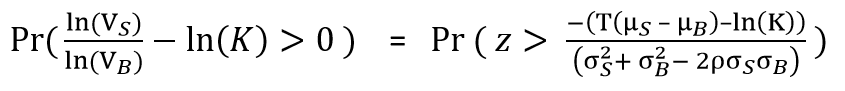 Pr(ln(V_S)/ln(V_B) − ln(K) > 0 ) = Pr ( z > −(T(μ_S − μ_B)–ln(K))/(σ_S^2 + σ_B^2 − 2ρσ_Sσ_B) )